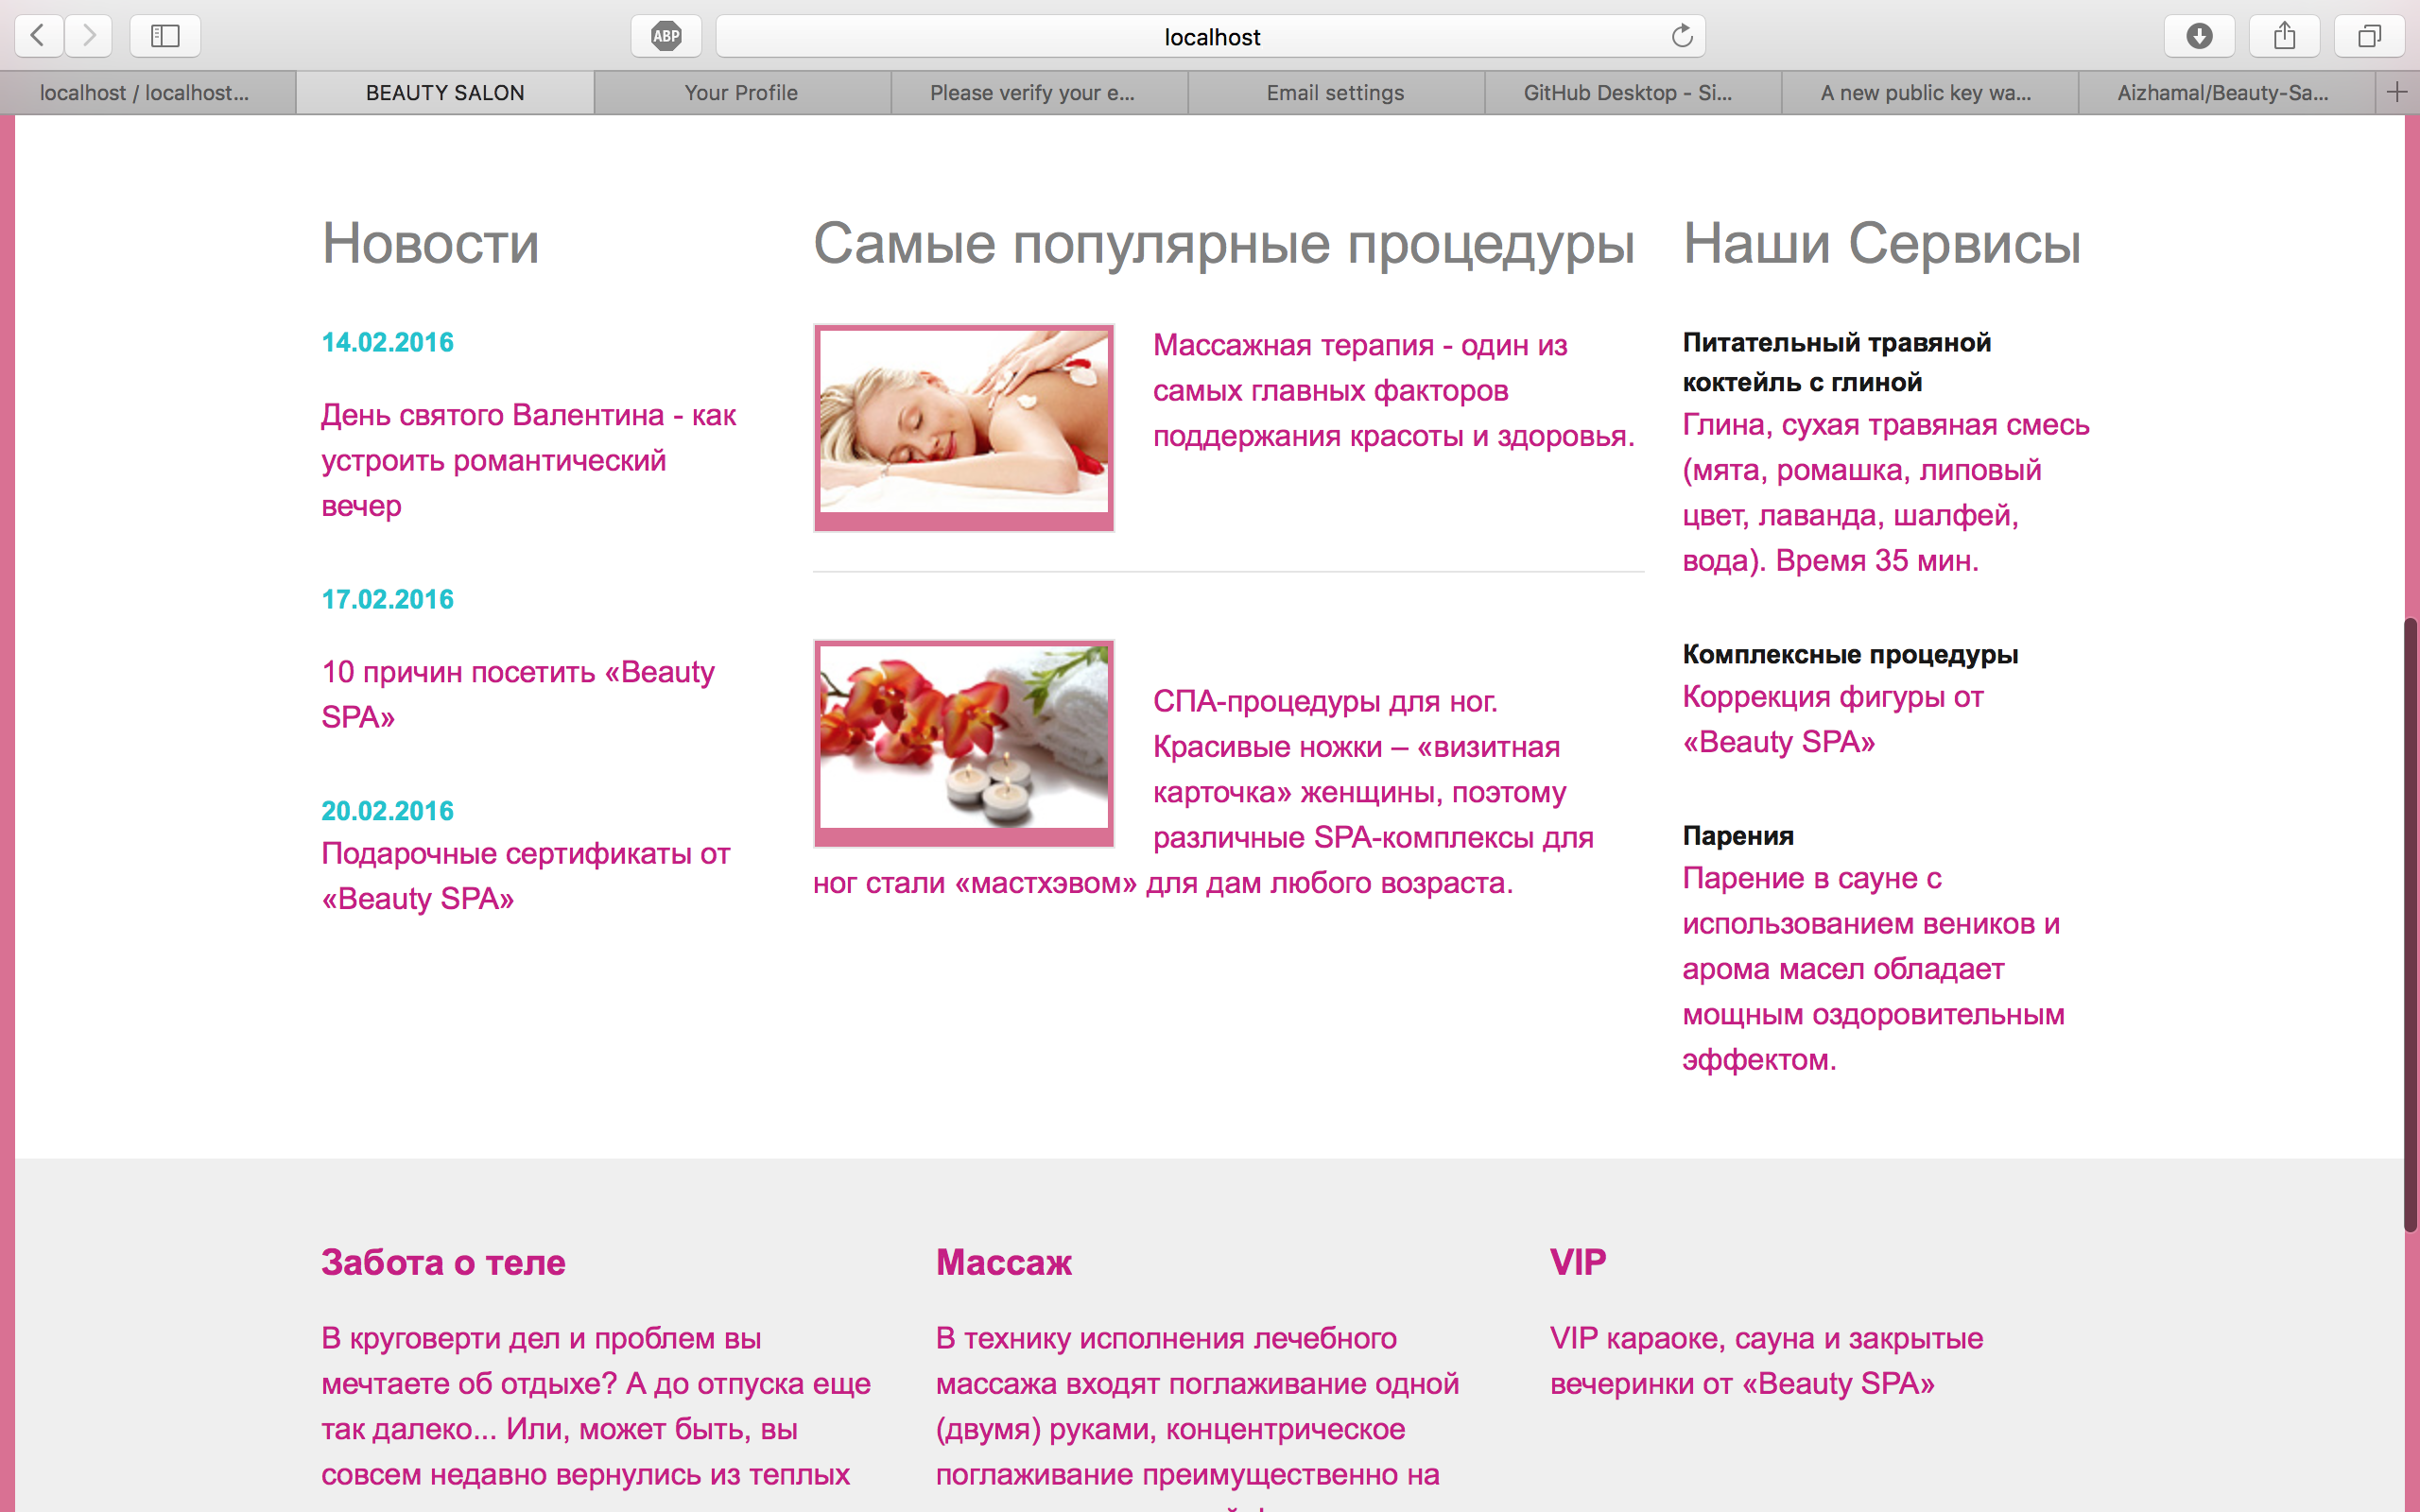 ABP
localhost
localhost / localhost...
BEAUTY SALON
Your Profile
Please verify your e...
Email settings
GitHub Desktop - Si...
A new public key wa...
Aizhamal/Beauty-Sa...
Новости
14.02.2016
День святого Валентина - как
устроить романтический
вечер
17.02.2016
10 причин посетить «Beauty
SPA»
20.02.2016
Подарочные сертификаты от
«Beauty SPA»
Самые популярные процедуры
Массажная терапия - один из
самых главных факторов
поддержания красоты и здоровья.
СПА-процедуры для ног.
Красивые ножки – «визитная
карточка» женщины, поэтому
различные SPA-комплексы для
ног стали «мастхэвом» для дам любого возраста.
Наши Сервисы
Питательный травяной
коктейль с глиной
Глина, сухая травяная смесь
(мята, ромашка, липовый
цвет, лаванда, шалфей,
вода). Время 35 мин.
Комплексные процедуры
Коррекция фигуры от
«Beauty SPA»
Парения
Парение в сауне с
использованием веников и
арома масел обладает
мощным оздоровительным
эффектом.
Забота о теле
В круговерти дел и проблем вы
мечтаете об отдыхе? А до отпуска еще
так далеко... Или, может быть, вы
совсем недавно вернулись из теплых
Массаж
В технику исполнения лечебного
массажа входят поглаживание одной
(двумя) руками, концентрическое
поглаживание преимущественно на
VIP
VIP караоке, сауна и закрытые
вечеринки от «Beauty SPA»